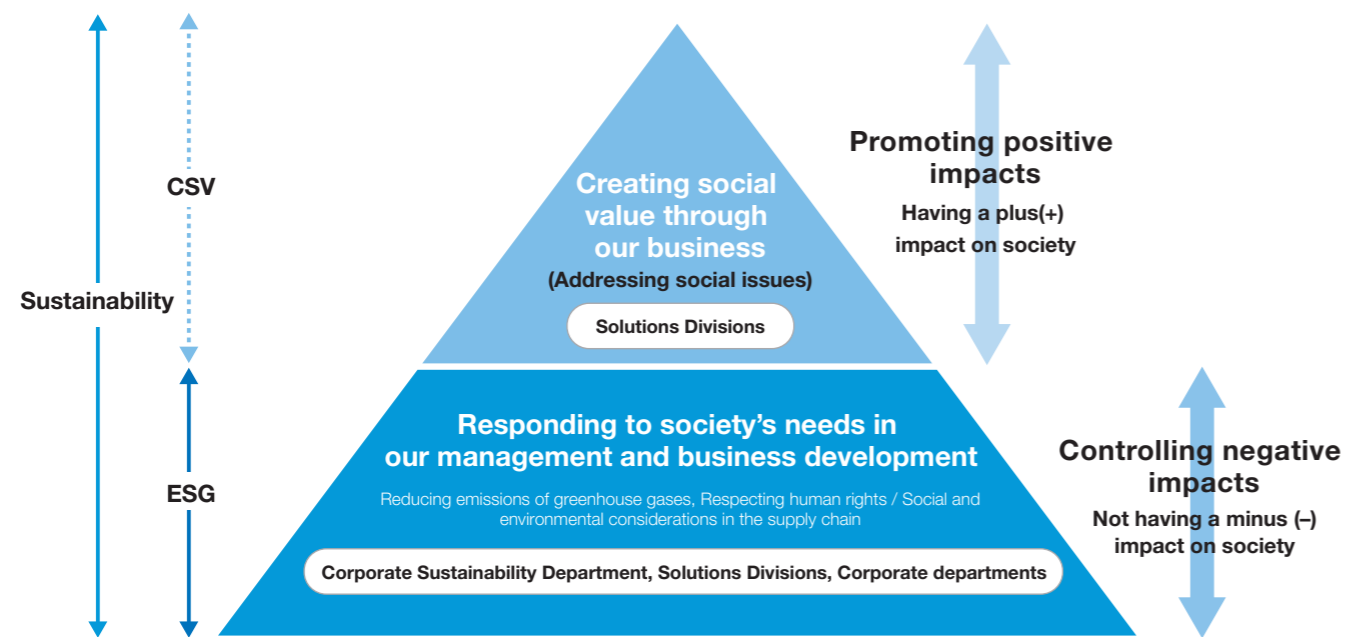 Sustainability
CSV
ESG
Creating social
value through
our business
(Addressing social issues)
Solutions Divisions
Promoting positive
impacts
Having a plus(+)
impact on society
Responding to society’s needs in
our management and business development
Reducing emissions of greenhouse gases, Respecting human rights / Social and
environmental considerations in the supply chain
Corporate Sustainability Department, Solutions Divisions, Corporate departments
Controlling negative
impacts
Not having a minus (–)
impact on society